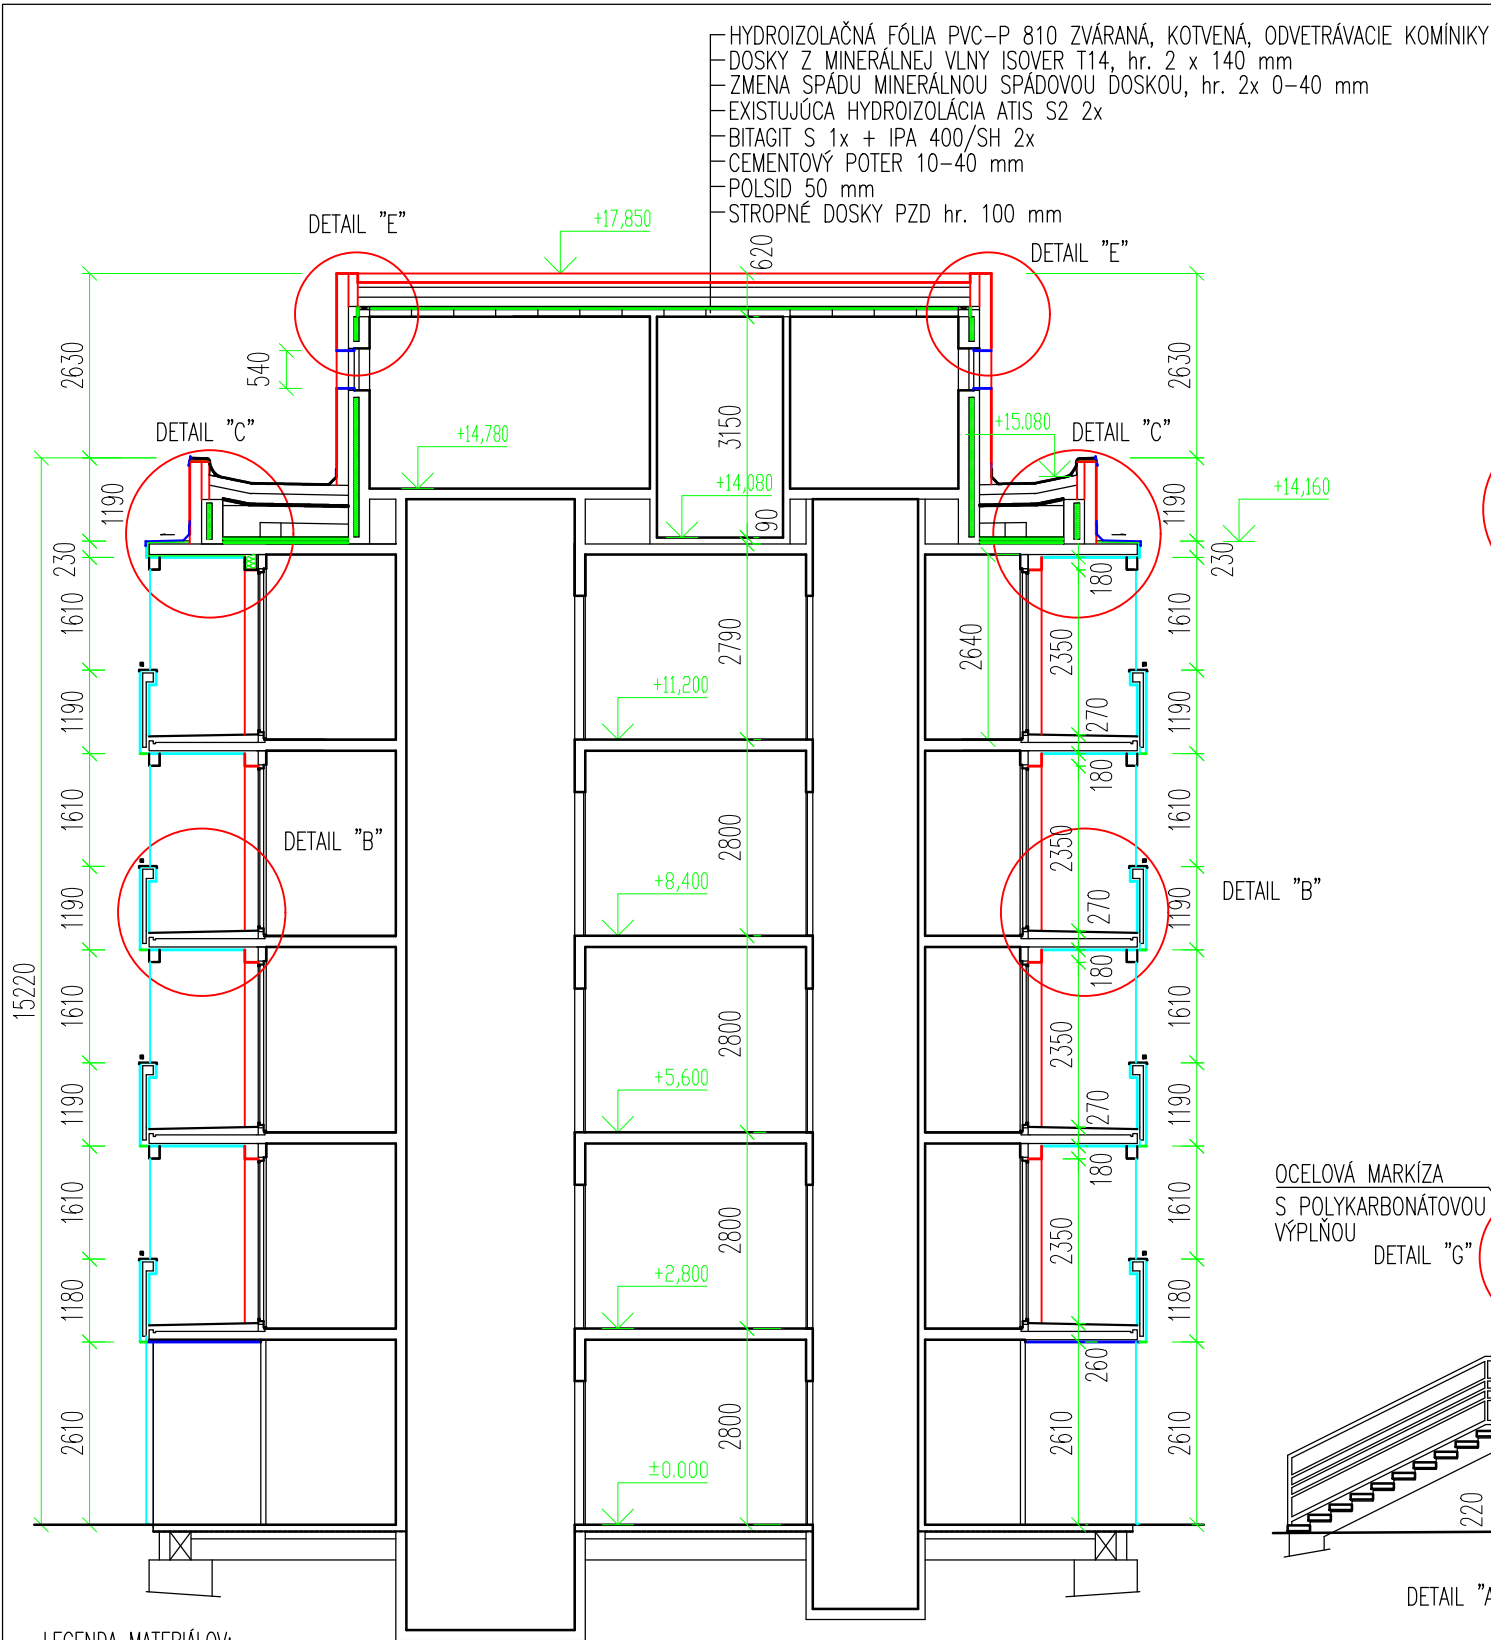 HYDROIZOLAČNÁ FÓLIA PVC-P 810 ZVÁRANÁ, KOTVENÁ, ODVETRÁVACIE KOMÍNIKY
DOSKY Z MINERÁLNEJ VLNY ISOVER T14, hr. 2 x 140 mm
ZMENA SPÁDU MINERÁLNOU SPÁDOVOU DOSKOU, hr. 2x 0-40 mm
EXISTUJÚCA HYDROIZOLÁCIA ATIS S2 2x
BITAGIT S 1x + IPA 400/SH 2x
CEMENTOVÝ POTER 10-40 mm
POLSID 50 mm
STROPNÉ DOSKY PZD hr. 100 mm
DETAIL "E"
+17,850
620
DETAIL "E"
2630
540
3150
2630
DETAIL "C"
+14,780
+15.080
DETAIL "C"
+14,080
+14,160
1190
90
1190
230
180
230
1610
2790
2640
2350
1610
+11,200
1190
270
1190
180
1610
DETAIL "B"
2800
2350
1610
+8,400
DETAIL "B"
1190
270
1190
180
15220
1610
2800
2350
1610
+5,600
1190
270
1190
180
OCELOVÁ MARKÍZA
S POLYKARBONÁTOVOU
VÝPLŇOU
DETAIL "G"
1610
2800
2350
1610
+2,800
1180
1180
260
2610
2800
2610
2610
±0.000
220
DETAIL "A
LEGENDA MATERIÁLOV: